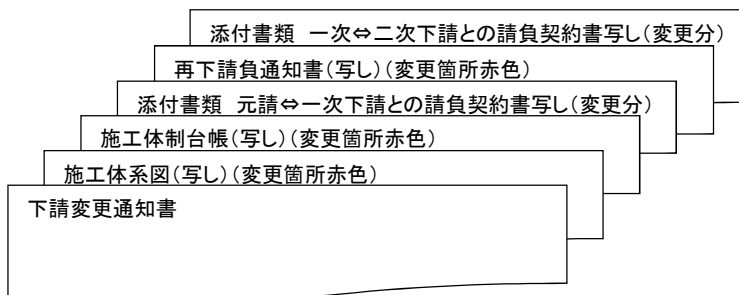 添付書類 一次⇔二次下請との請負契約書写し(変更分)
再下請負通知書(写し)(変更箇所赤色)
添付書類 元請⇔一次下請との請負契約書写し(変更分)
施工体制台帳(写し)(変更箇所赤色)
施工体系図(写し)(変更箇所赤色)
下請変更通知書